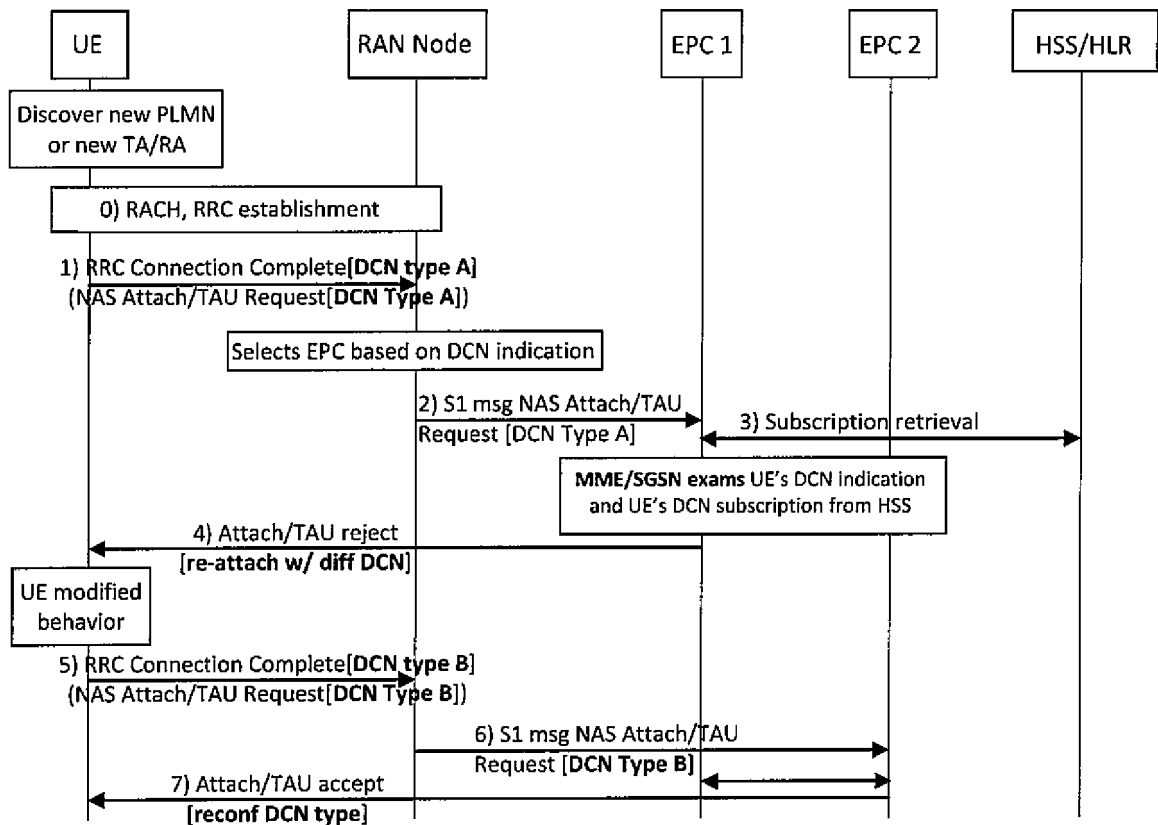 UE
RAN Node
EPC 1
EPC 2
HSS/HLR
Discover new PLMN
or new TA/RA
0) RACH, RRC establishment
1) RRC Connection Complete[DCN type A]
(NAS Attach/TAU Request[DCN Type A])
Selects EPC based on DCN indication
2) S1 msg NAS Attach/TAU
Request [DCN Type A]
3) Subscription retrieval
MME/SGSN exams UE's DCN indication
and UE's DCN subscription from HSS
4) Attach/TAU reject
[re-attach w/ diff DCN]
UE modified
behavior
5) RRC Connection Complete[DCN type B]
(NAS Attach/TAU Request[DCN Type B])
6) S1 msg NAS Attach/TAU
Request [DCN Type B]
7) Attach/TAU accept
[reconf DCN type]